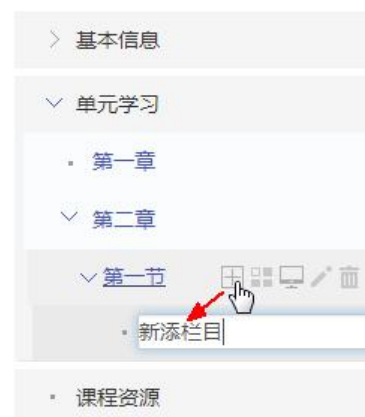 基本信息
单元学习
第一章
第二章
第一节
新添栏目
课程资源